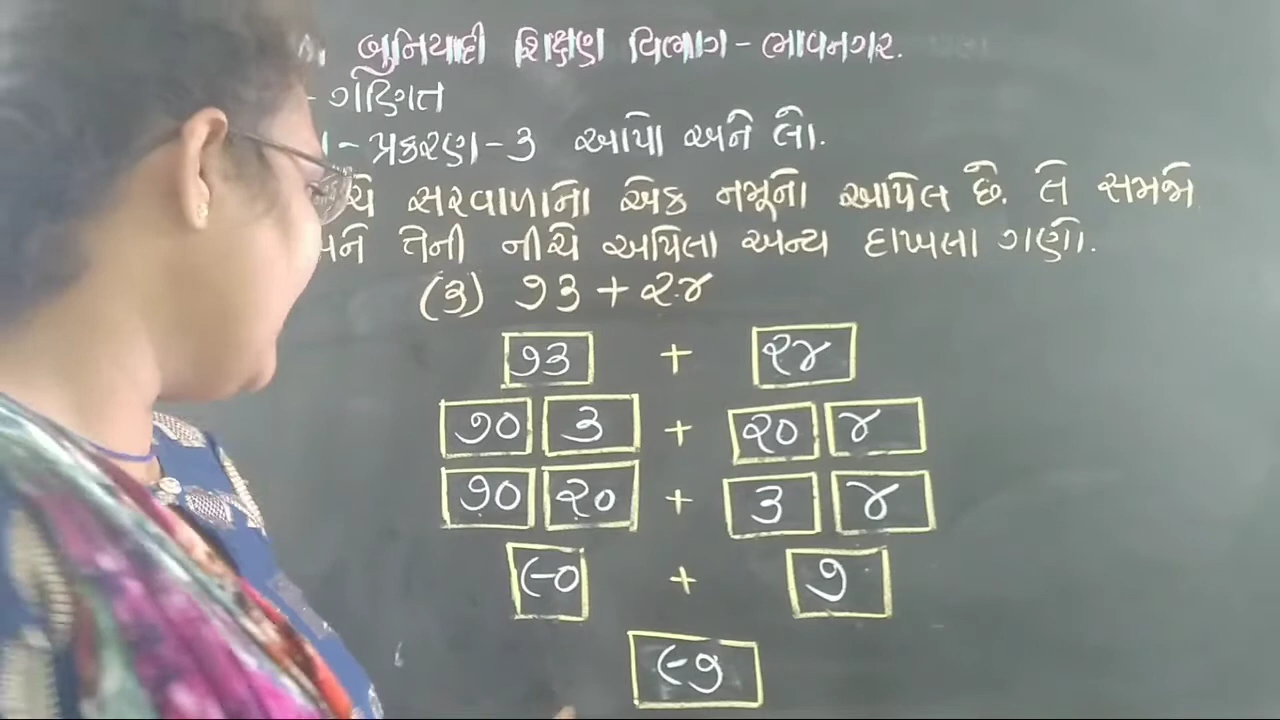 બુનિયાદી શિક્ષણ વિભાગ - ભાવનગર.
- ગણિત
- પ્રકરણ - ૩ આપો અને લો.
સરવાળાનો એક નમૂનો આપેલ છે. તે સમજો
તેની નીચે આપેલા અન્ય દાખલા ગણો.
(૩) ૭૩ + ૨૪
૭૩ + ૨૪
૭૦ ૩ + ૨૦ ૪
૭૦ ૨૦ + ૩ ૪
૯૦ + ૭
૯૭